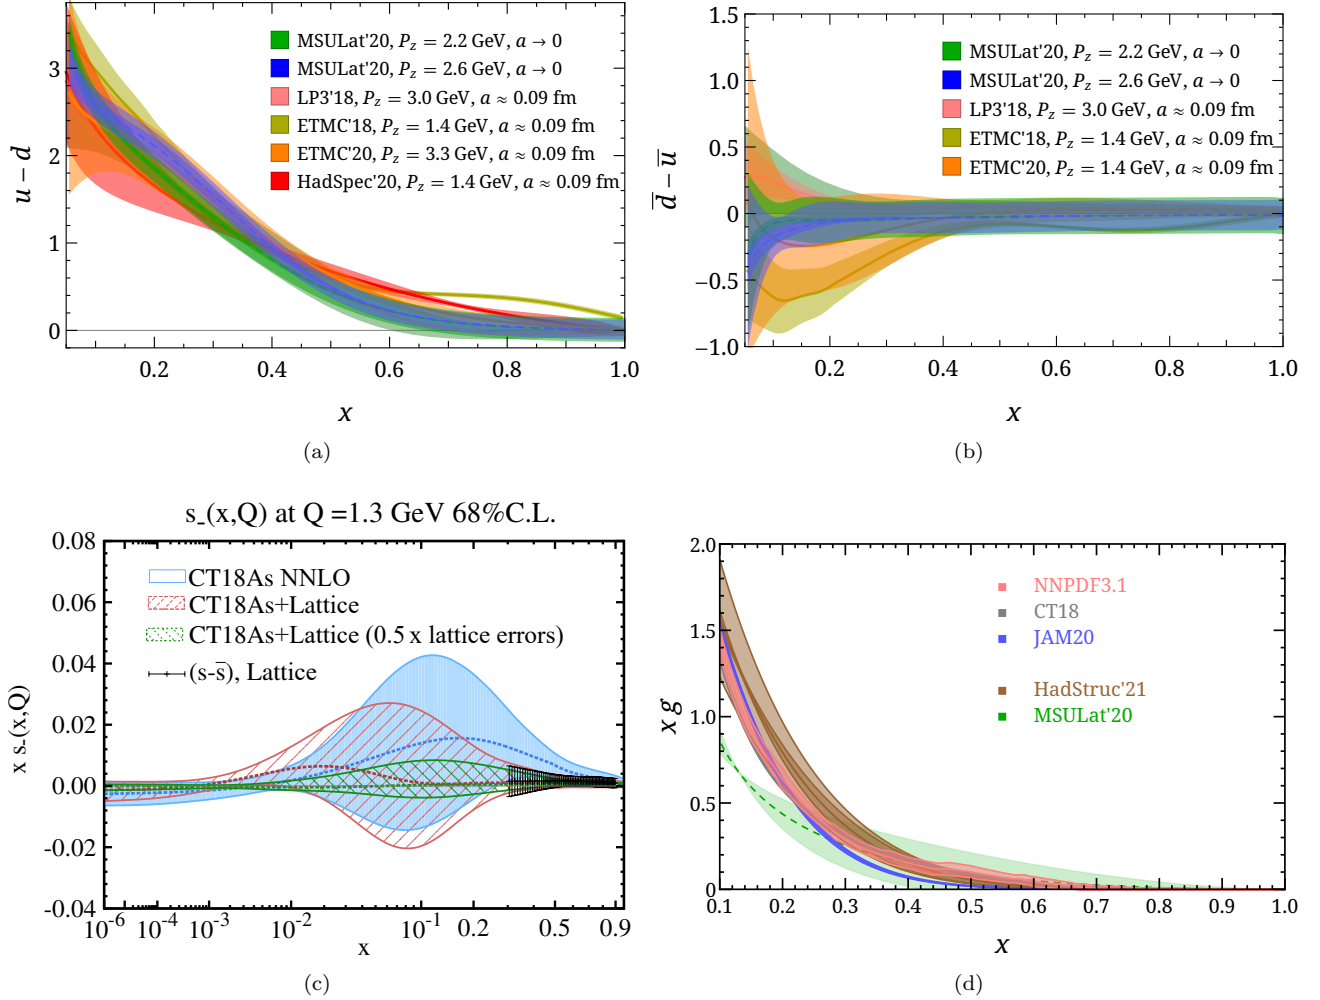 u − d
3
2
1
0
MSULat'20, P_z = 2.2 GeV, a → 0
MSULat'20, P_z = 2.6 GeV, a → 0
LP3'18, P_z = 3.0 GeV, a ≈ 0.09 fm
ETMC'18, P_z = 1.4 GeV, a ≈ 0.09 fm
ETMC'20, P_z = 3.3 GeV, a ≈ 0.09 fm
HadSpec'20, P_z = 1.4 GeV, a ≈ 0.09 fm
0.2 0.4 0.6 0.8 1.0
x
(a)
d̅ − u̅
1.5
1.0
0.5
0
−0.5
−1.0
MSULat'20, P_z = 2.2 GeV, a → 0
MSULat'20, P_z = 2.6 GeV, a → 0
LP3'18, P_z = 3.0 GeV, a ≈ 0.09 fm
ETMC'18, P_z = 1.4 GeV, a ≈ 0.09 fm
ETMC'20, P_z = 1.4 GeV, a ≈ 0.09 fm
0.2 0.4 0.6 0.8 1.0
x
(b)
s₋(x,Q) at Q =1.3 GeV 68%C.L.
x s₋(x,Q)
0.08
0.06
0.04
0.02
0.00
-0.02
-0.04
CT18As NNLO
CT18As+Lattice
CT18As+Lattice (0.5 x lattice errors)
(s-s̅), Lattice
10⁻⁶ 10⁻⁴ 10⁻³ 10⁻² 10⁻¹ 0.2 0.5 0.9
x
(c)
x g
2.0
1.5
1.0
0.5
0
NNPDF3.1
CT18
JAM20
HadStruc'21
MSULat'20
0.1 0.2 0.3 0.4 0.5 0.6 0.7 0.8 0.9 1.0
x
(d)